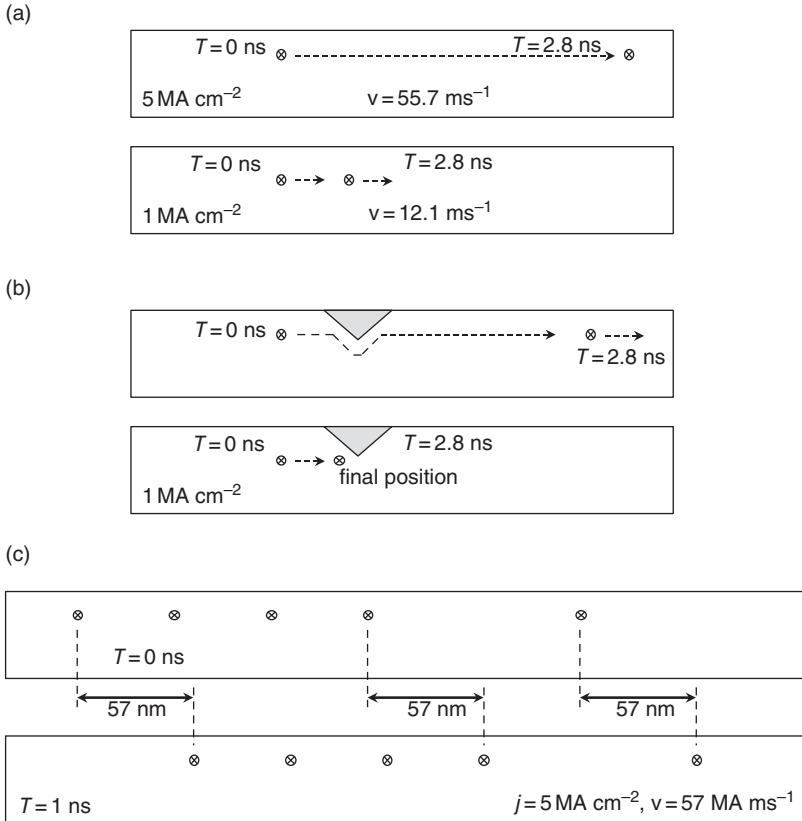 (a)
T=0 ns
T=2.8 ns
5 MA cm⁻²
v=55.7 ms⁻¹
T=0 ns
T=2.8 ns
1 MA cm⁻²
v=12.1 ms⁻¹
(b)
T=0 ns
T=2.8 ns
T=0 ns
T=2.8 ns
final position
1 MA cm⁻²
(c)
T=0 ns
57 nm
57 nm
57 nm
T=1 ns
j=5 MA cm⁻², v=57 MA ms⁻¹